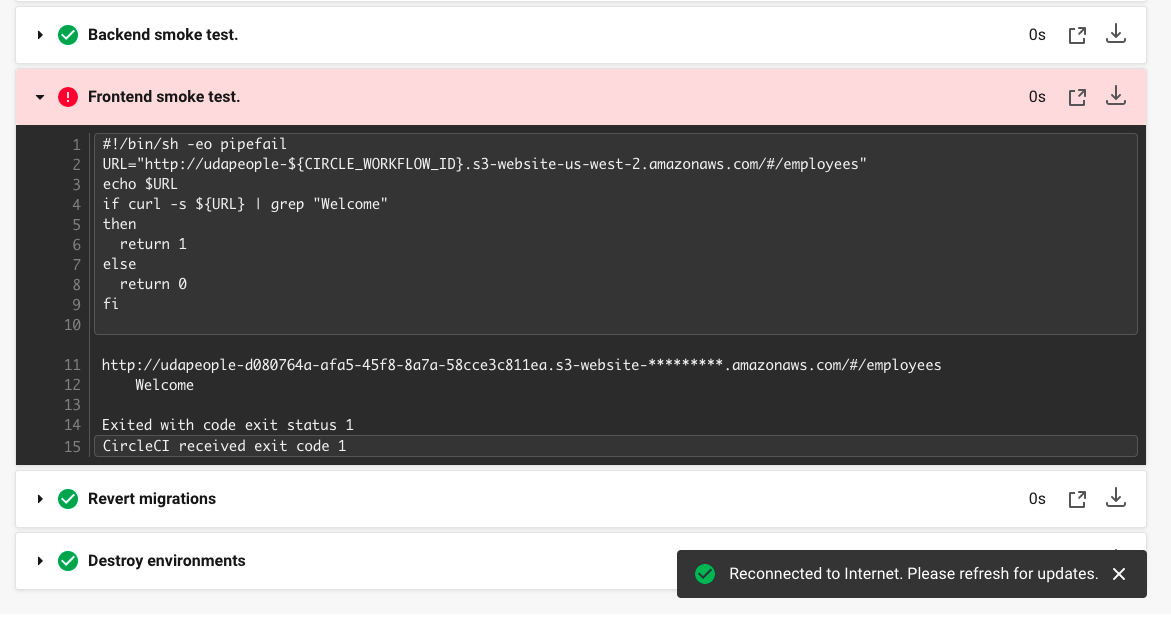 Backend smoke test.
0s
Frontend smoke test.
0s
1 #!/bin/sh -eo pipefail
2 URL="http://udapeople-${CIRCLE_WORKFLOW_ID}.s3-website-us-west-2.amazonaws.com/#/employees"
3 echo $URL
4 if curl -s ${URL} | grep "Welcome"
5 then
6   return 1
7 else
8   return 0
9 fi
10
11 http://udapeople-d080764a-afa5-45f8-8a7a-58cce3c811ea.s3-website-*********.amazonaws.com/#/employees
12     Welcome
13
14 Exited with code exit status 1
15 CircleCI received exit code 1
Revert migrations
0s
Destroy environments
Reconnected to Internet. Please refresh for updates.